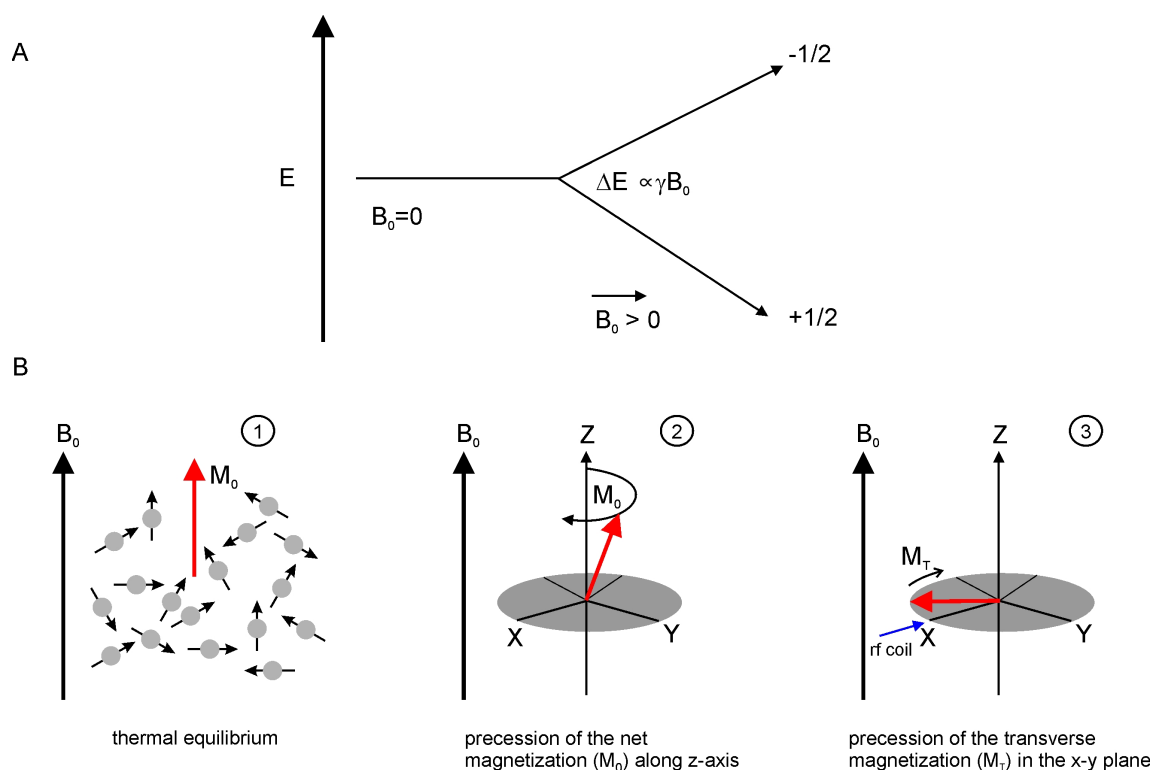 A
-1/2
E
ΔE ∝γB₀
B₀=0
B₀ > 0
+1/2
B
B₀
1
M₀
thermal equilibrium
B₀
Z
2
M₀
X
Y
precession of the net
magnetization (M₀) along z-axis
B₀
Z
3
M_T
X
Y
rf coil
precession of the transverse
magnetization (M_T) in the x-y plane